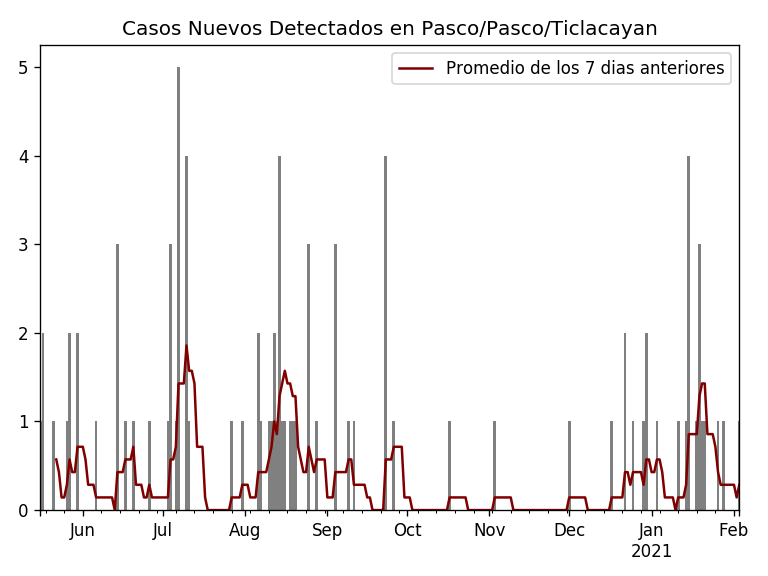 Casos Nuevos Detectados en Pasco/Pasco/Ticlacayan
Promedio de los 7 dias anteriores
5
4
3
2
1
0
Jun Jul Aug Sep Oct Nov Dec Jan Feb
2021